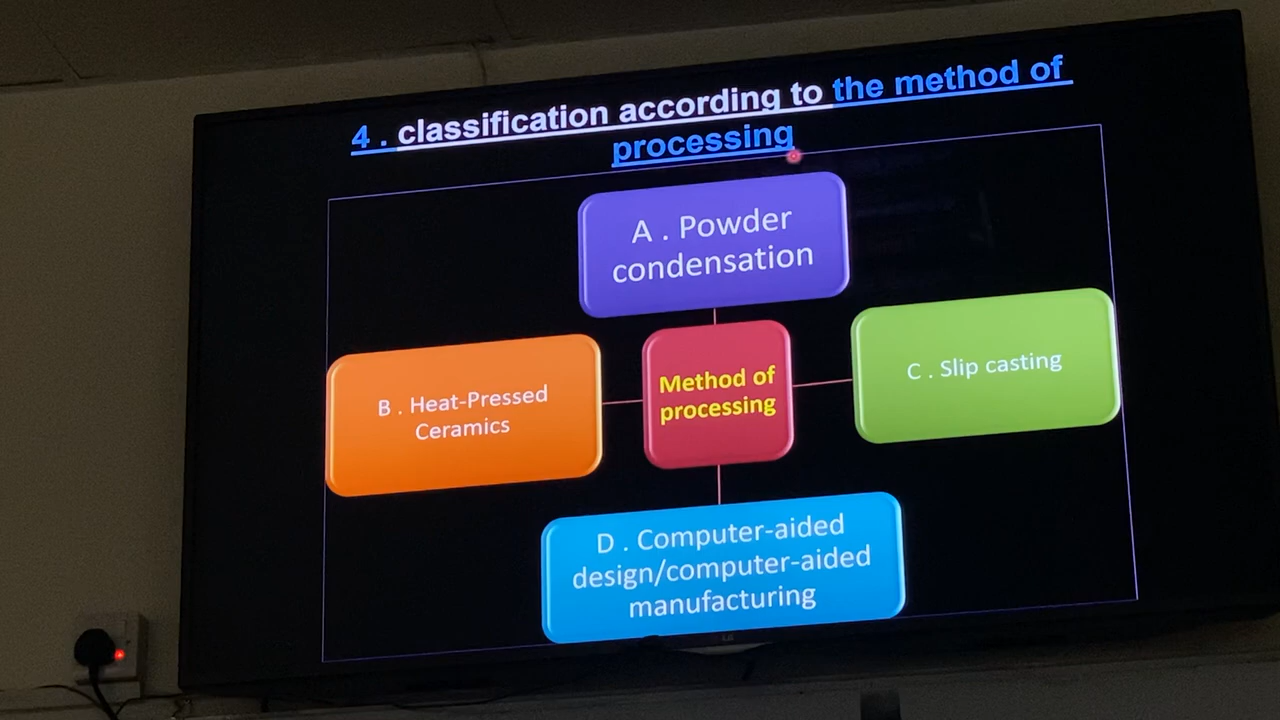 4 . classification according to the method of
processing
A . Powder
condensation
B . Heat-Pressed
Ceramics
Method of
processing
C . Slip casting
D . Computer-aided
design/computer-aided
manufacturing